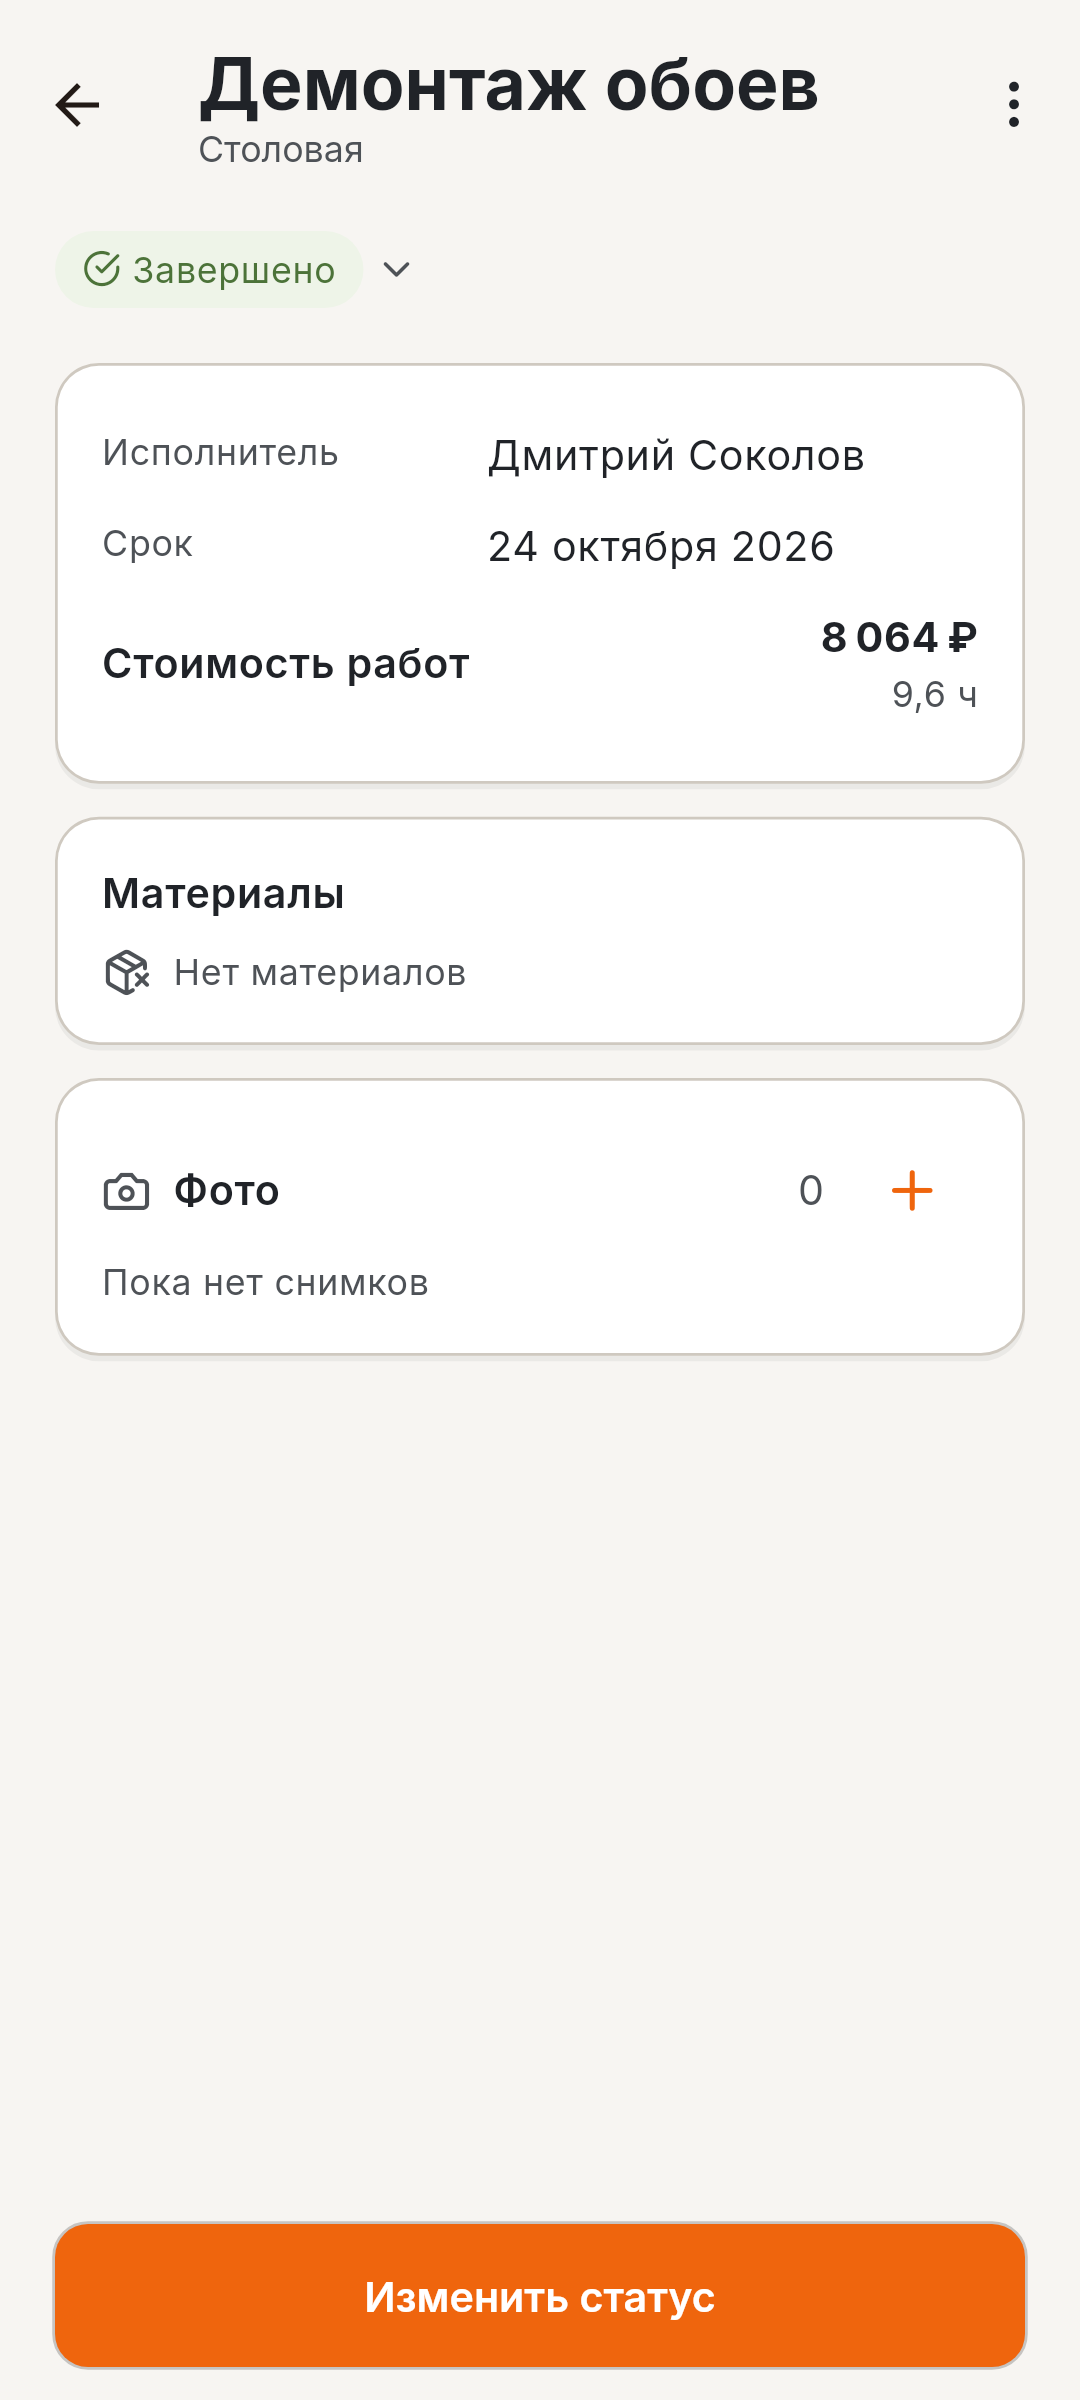 Демонтаж обоев
Столовая
Завершено
Исполнитель
Дмитрий Соколов
Срок
24 октября 2026
Стоимость работ
8 064 ₽
9,6 ч
Материалы
Нет материалов
Фото
0
Пока нет снимков
Изменить статус